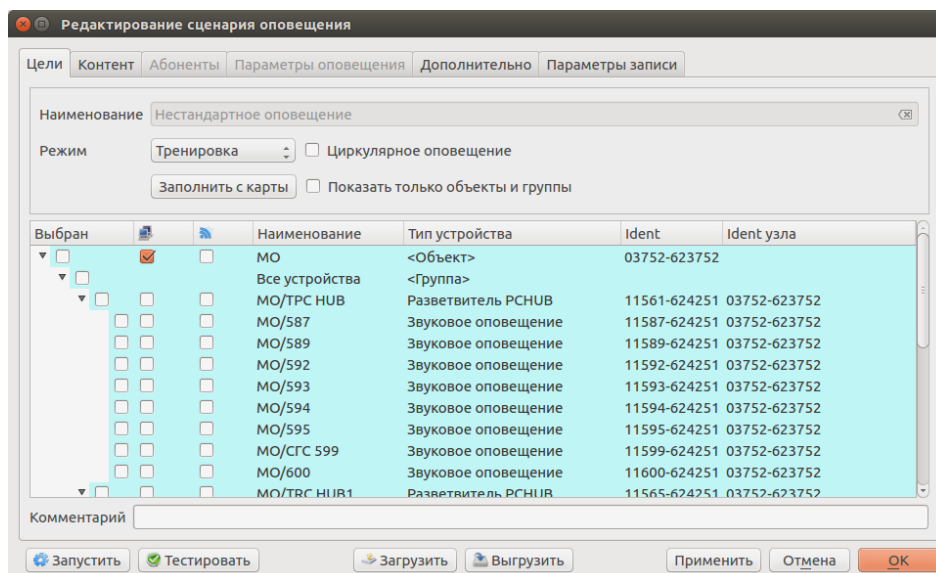 Редактирование сценария оповещения
Цели Контент Абоненты Параметры оповещения Дополнительно Параметры записи
Наименование Нестандартное оповещение
Режим Тренировка Циркулярное оповещение
Заполнить с карты Показать только объекты и группы
Выбран Наименование Тип устройства Ident Ident узла
МО <Объект> 03752-623752
Все устройства <Группа>
МО/ТРС HUB Разветвитель PCHUB 11561-624251 03752-623752
МО/587 Звуковое оповещение 11587-624251 03752-623752
МО/589 Звуковое оповещение 11589-624251 03752-623752
МО/592 Звуковое оповещение 11592-624251 03752-623752
МО/593 Звуковое оповещение 11593-624251 03752-623752
МО/594 Звуковое оповещение 11594-624251 03752-623752
МО/595 Звуковое оповещение 11595-624251 03752-623752
МО/СГС 599 Звуковое оповещение 11599-624251 03752-623752
МО/600 Звуковое оповещение 11600-624251 03752-623752
МО/TRC HUB1 Разветвитель PCHUB 11565-624251 03752-623752
Комментарий
Запустить Тестировать Загрузить Выгрузить Применить Отмена OK